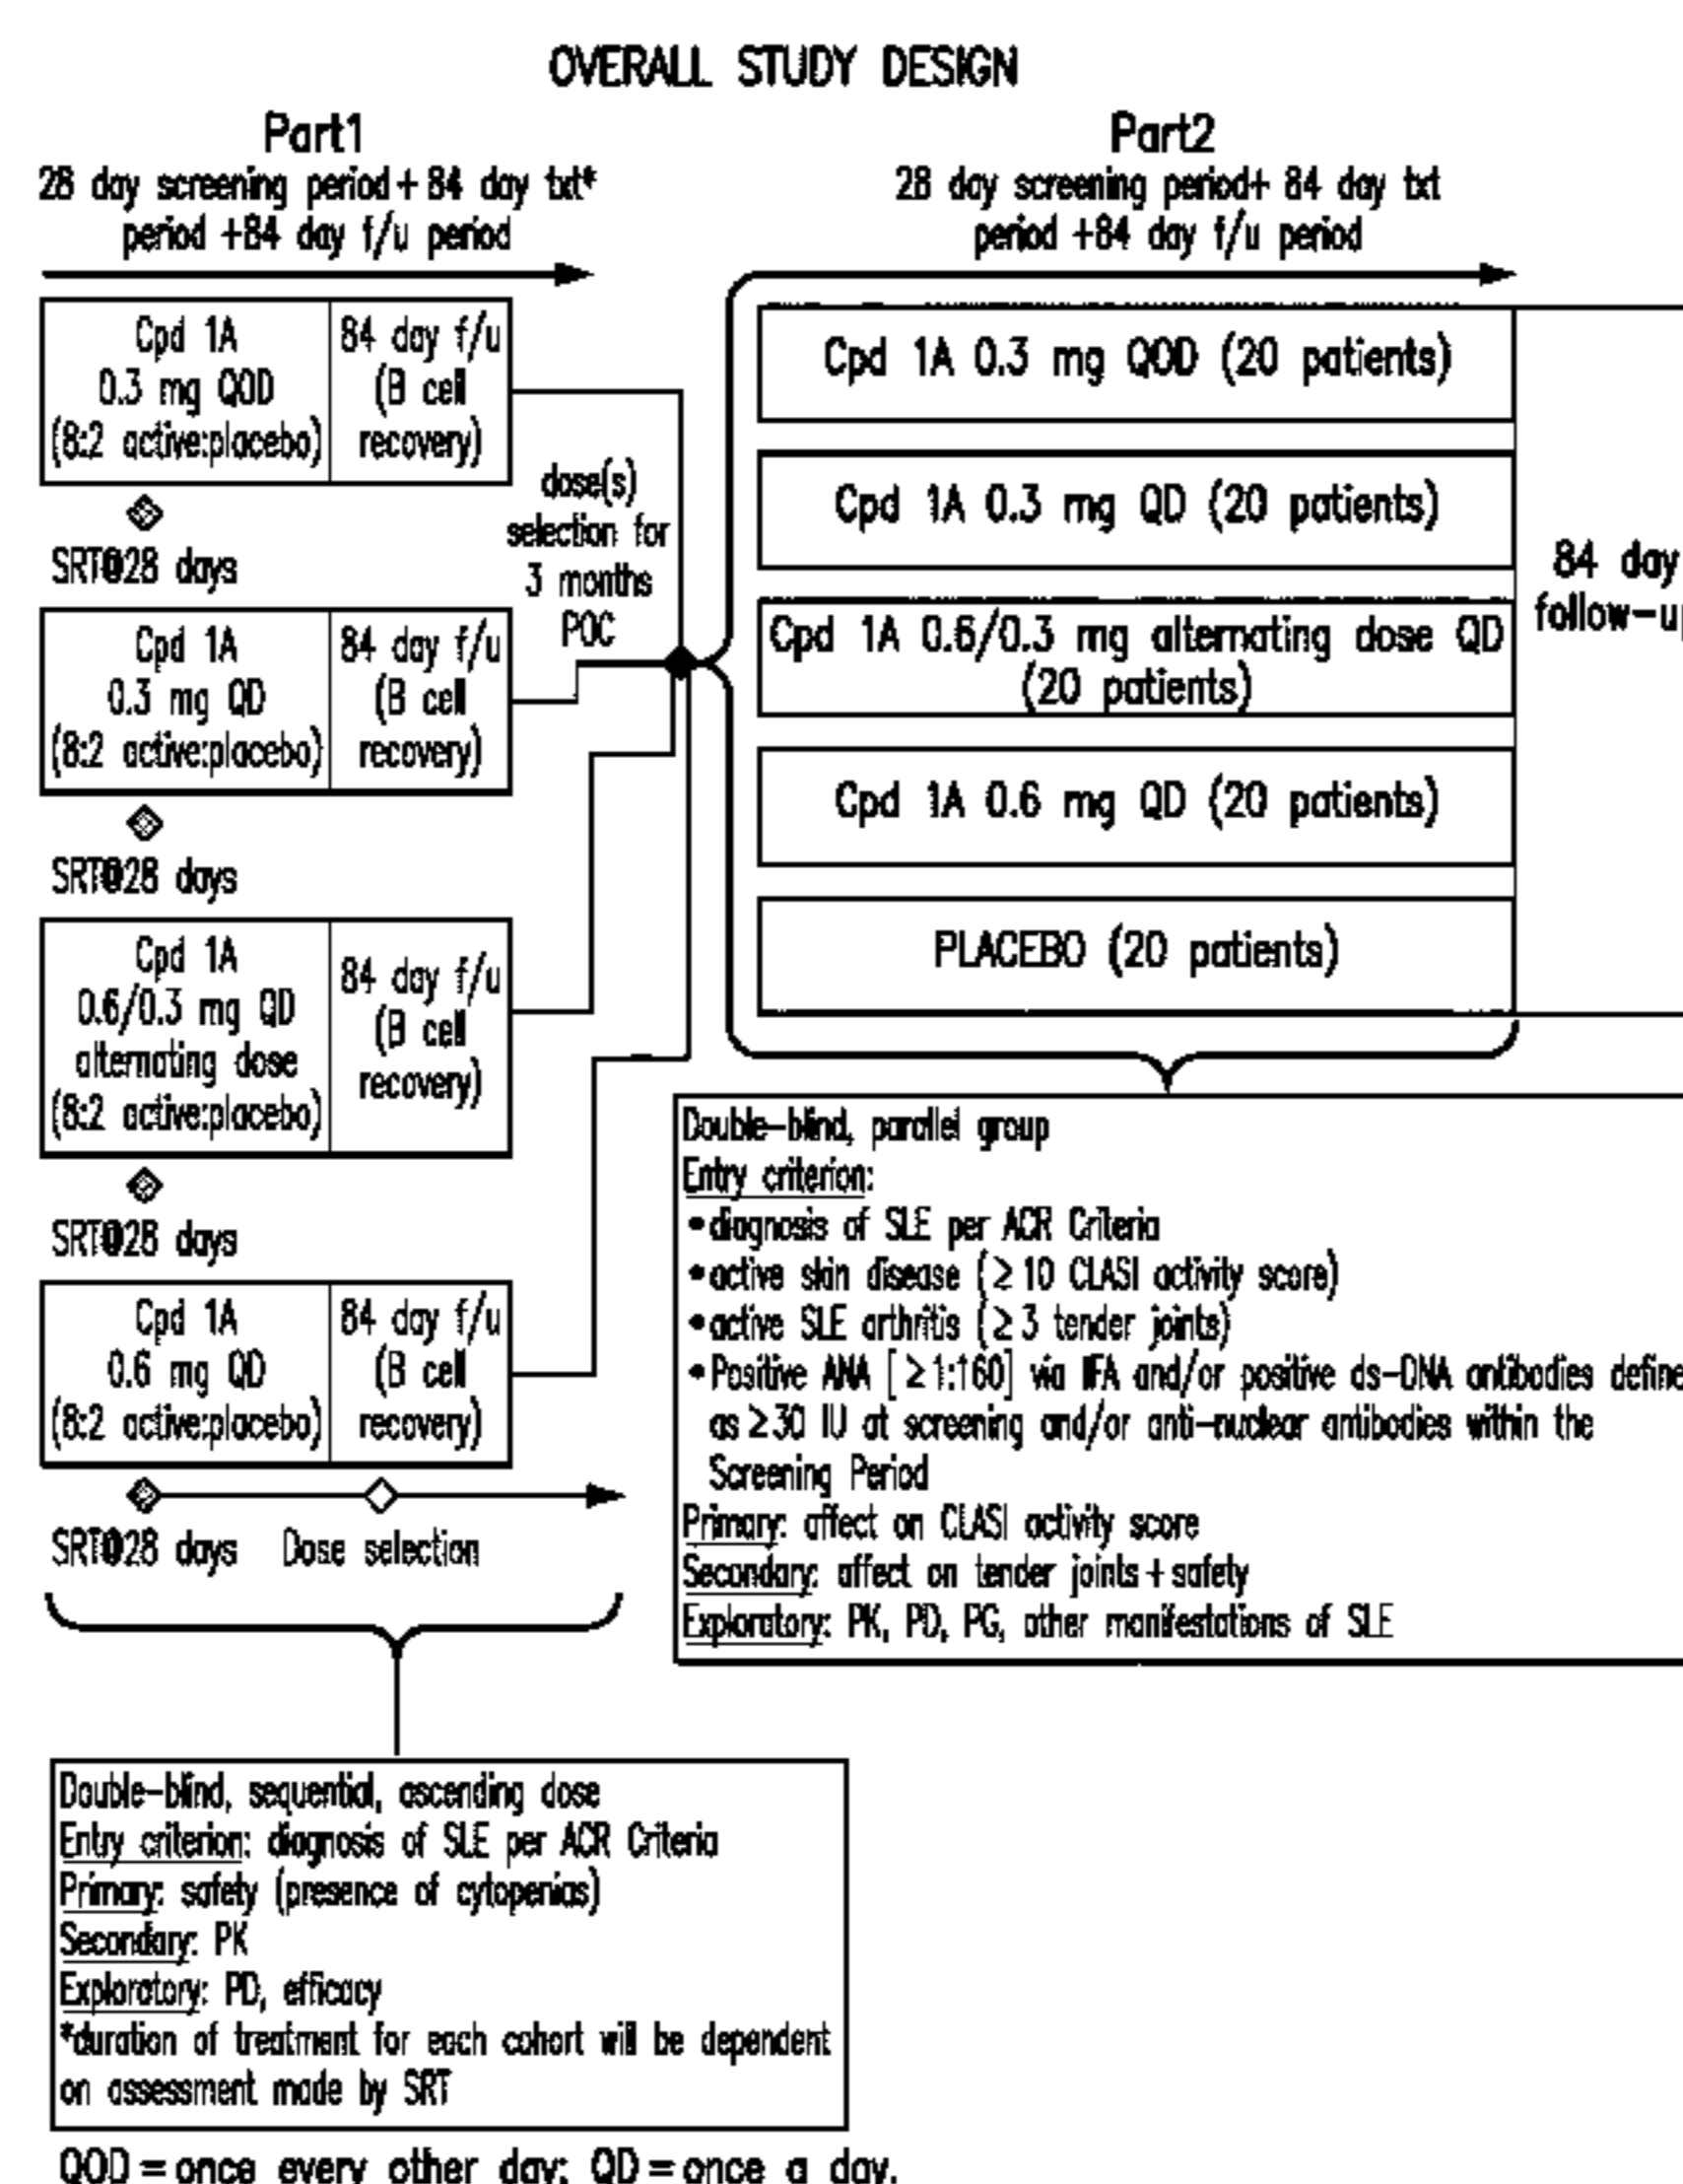 OVERALL STUDY DESIGN
Part1
28 day screening period + 84 day txt*
period +84 day f/u period
Cpd 1A
0.3 mg QOD
(8:2 active:placebo)
84 day f/u
(B cell
recovery)
SRT@28 days
Cpd 1A
0.3 mg QD
(8:2 active:placebo)
84 day f/u
(B cell
recovery)
SRT@28 days
Cpd 1A
0.6/0.3 mg QD
alternating dose
(8:2 active:placebo)
84 day f/u
(B cell
recovery)
SRT@28 days
Cpd 1A
0.6 mg QD
(8:2 active:placebo)
84 day f/u
(B cell
recovery)
SRT@28 days Dose selection
dose(s)
selection for
3 months
POC
Part2
28 day screening period+ 84 day txt
period +84 day f/u period
Cpd 1A 0.3 mg QOD (20 patients)
Cpd 1A 0.3 mg QD (20 patients)
Cpd 1A 0.6/0.3 mg alternating dose QD
(20 patients)
Cpd 1A 0.6 mg QD (20 patients)
PLACEBO (20 patients)
84 day
follow-up
Double-blind, parallel group
Entry criterion:
•diagnosis of SLE per ACR Criteria
•active skin disease (≥10 CLASI activity score)
•active SLE arthritis (≥3 tender joints)
•Positive ANA [≥1:160] via IFA and/or positive ds-DNA antibodies define
as ≥30 IU at screening and/or anti-nuclear antibodies within the
Screening Period
Primary: affect on CLASI activity score
Secondary: affect on tender joints + safety
Exploratory: PK, PD, PG, other manifestations of SLE
Double-blind, sequential, ascending dose
Entry criterion: diagnosis of SLE per ACR Criteria
Primary: safety (presence of cytopenias)
Secondary: PK
Exploratory: PD, efficacy
*duration of treatment for each cohort will be dependent
on assessment made by SRT
QOD = once every other day; QD = once a day.